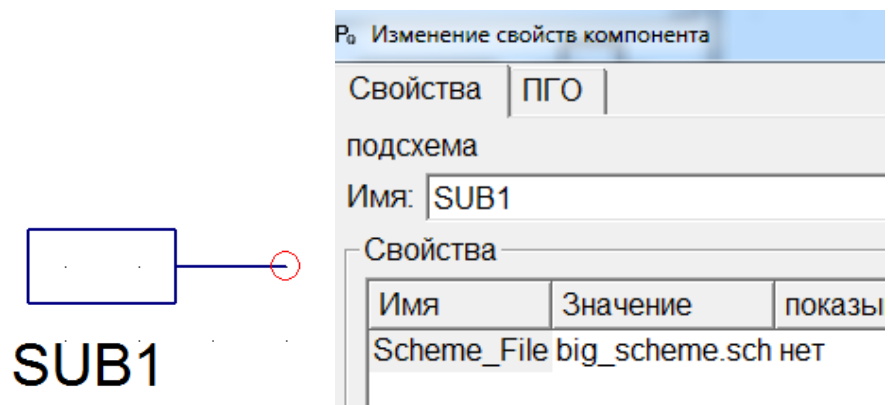 Изменение свойств компонента
Свойства ПГО
подсхема
Имя: SUB1
Свойства
Имя Значение показы
Scheme_File big_scheme.sch нет
SUB1